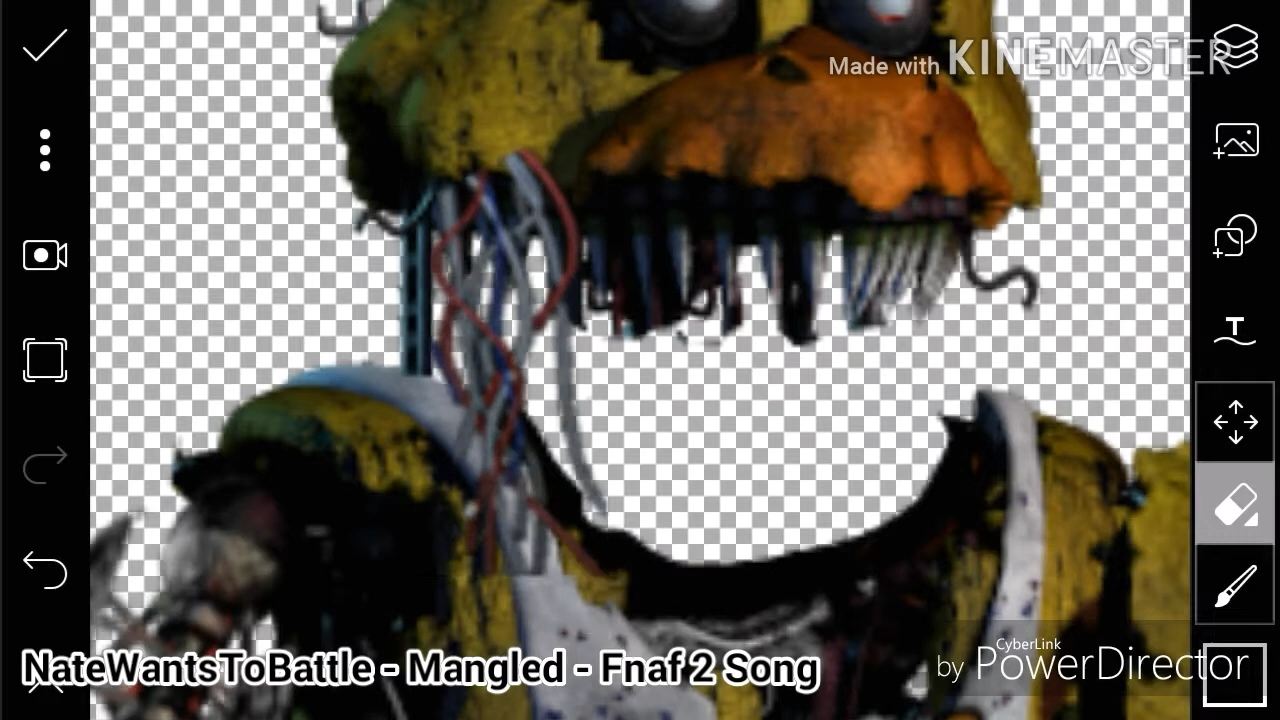 Made with KINEMASTER
T
NateWantsToBattle - Mangled - Fnaf 2 Song
CyberLink
by PowerDirector